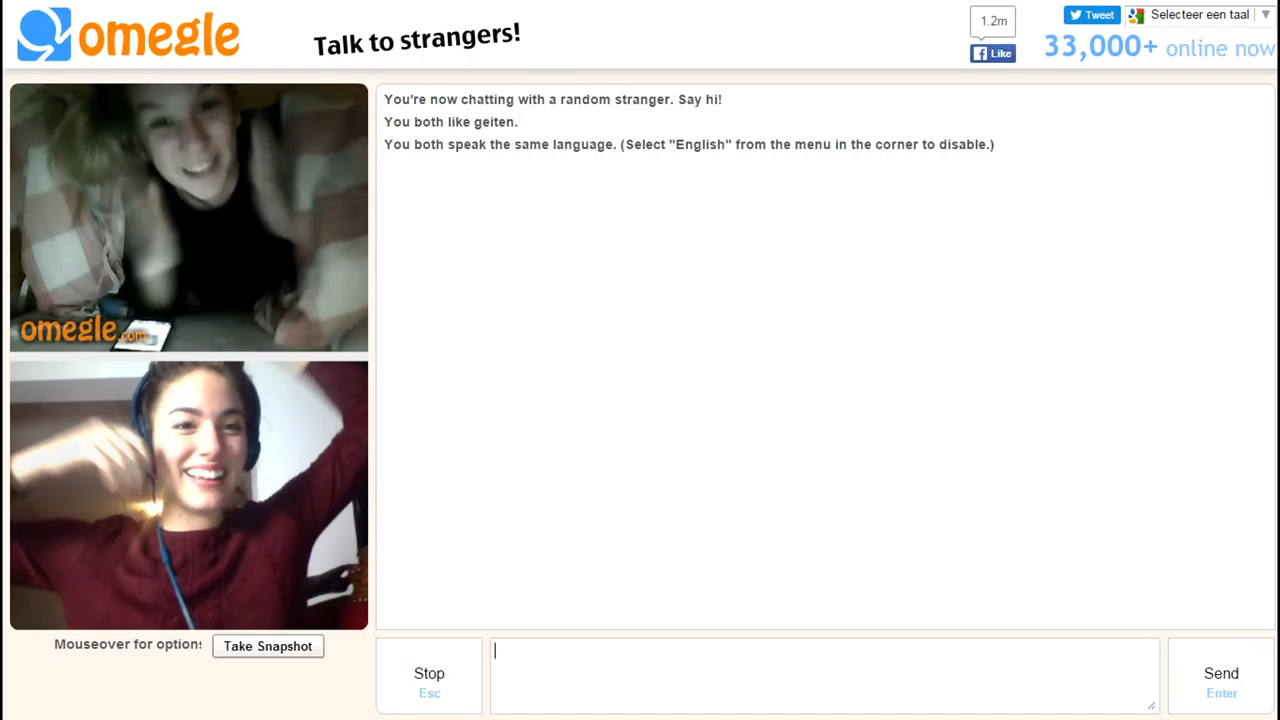 omegle
Talk to strangers!
1.2m
Like
Tweet
Selecteer een taal
33,000+ online now
omegle.com
You're now chatting with a random stranger. Say hi!
You both like geiten.
You both speak the same language. (Select "English" from the menu in the corner to disable.)
Mouseover for options
Take Snapshot
Stop
Esc
Send
Enter